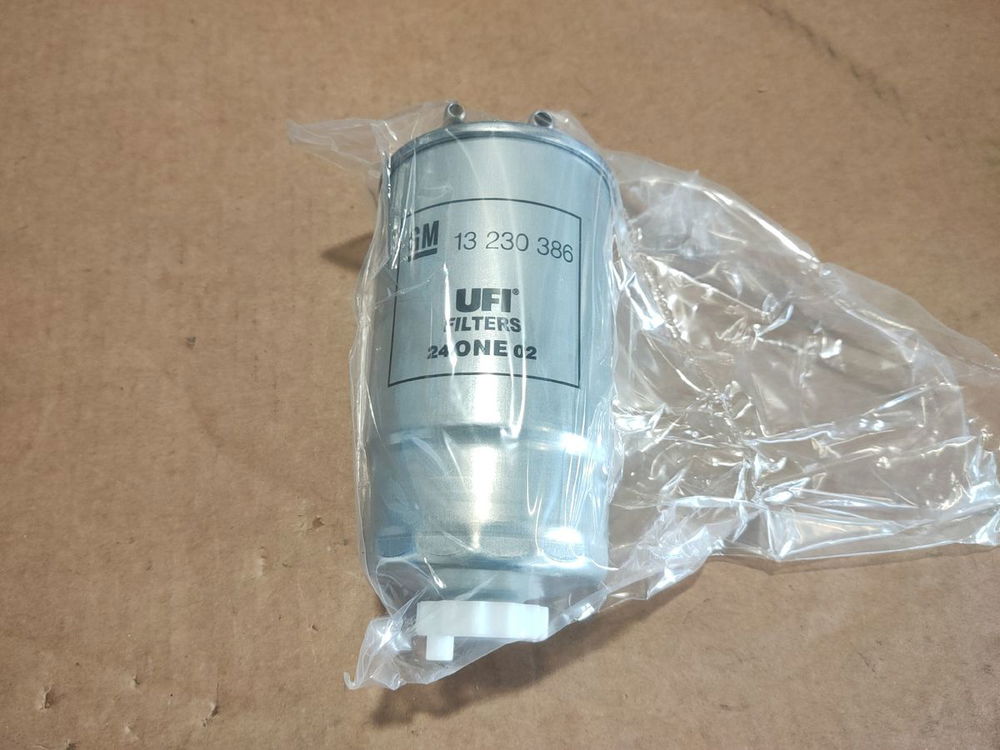 GM 13 230 386
UFI®
FILTERS
24 ONE 02